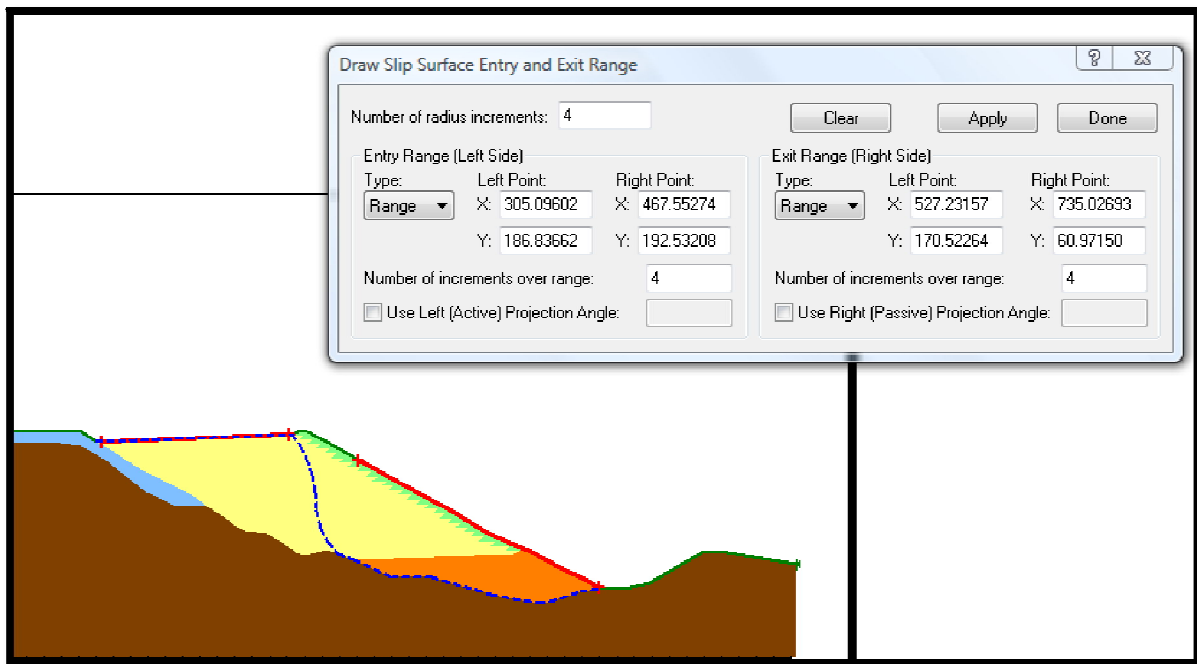 Draw Slip Surface Entry and Exit Range
Number of radius increments: 4 Clear Apply Done
Entry Range (Left Side) Exit Range (Right Side)
Type: Left Point: Right Point: Type: Left Point: Right Point:
Range X: 305.09602 X: 467.55274 Range X: 527.23157 X: 735.02693
Y: 186.83662 Y: 192.53208 Y: 170.52264 Y: 60.97150
Number of increments over range: 4 Number of increments over range: 4
Use Left (Active) Projection Angle: Use Right (Passive) Projection Angle: